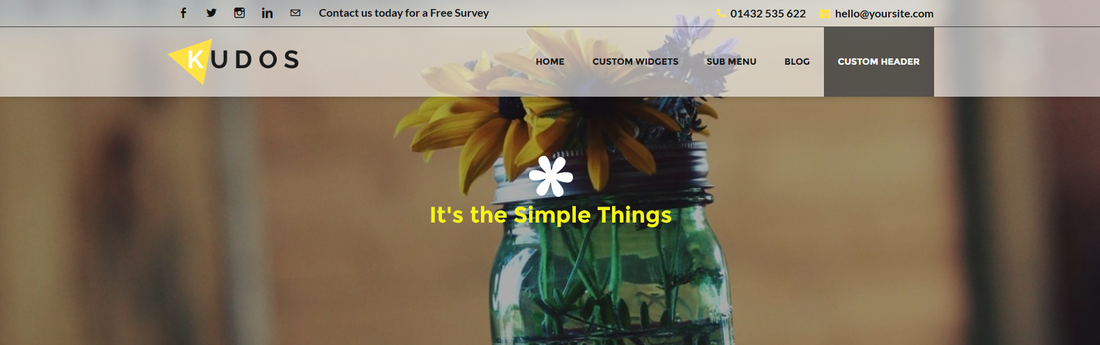 Contact us today for a Free Survey
01432 535 622
hello@yoursite.com
KUDOS
HOME CUSTOM WIDGETS SUB MENU BLOG CUSTOM HEADER
It's the Simple Things